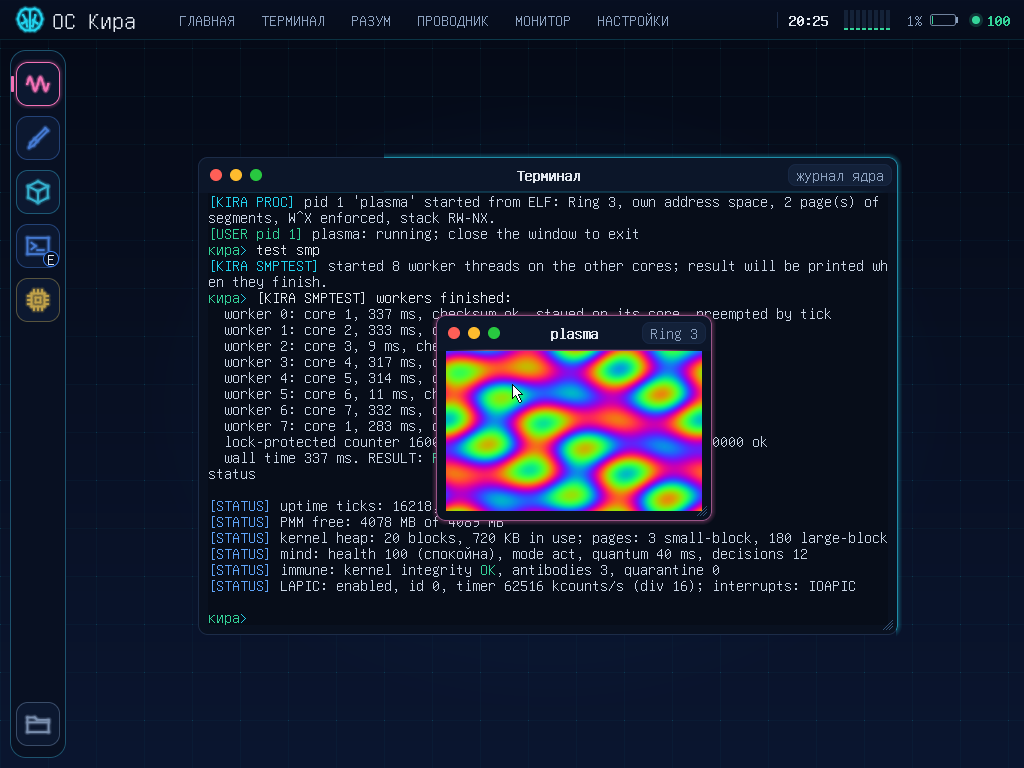 ОС Кира
ГЛАВНАЯ ТЕРМИНАЛ РАЗУМ ПРОВОДНИК МОНИТОР НАСТРОЙКИ
20:25 1% 100
E
Терминал журнал ядра
[KIRA PROC] pid 1 'plasma' started from ELF: Ring 3, own address space, 2 page(s) of
segments, W^X enforced, stack RW-NX.
[USER pid 1] plasma: running; close the window to exit
кира> test smp
[KIRA SMPTEST] started 8 worker threads on the other cores; result will be printed wh
en they finish.
кира> [KIRA SMPTEST] workers finished:
worker 0: core 1, 337 ms, checksum ok, stayed on its core, preempted by tick
worker 1: core 2, 333 ms,
worker 2: core 3, 9 ms, che
worker 3: core 4, 317 ms,
worker 4: core 5, 314 ms,
worker 5: core 6, 11 ms, c
worker 6: core 7, 332 ms,
worker 7: core 1, 283 ms,
lock-protected counter 1600 0000 ok
wall time 337 ms. RESULT:
status
plasma Ring 3
[STATUS] uptime ticks: 16218
[STATUS] PMM free: 4078 MB of 4089 MB
[STATUS] kernel heap: 20 blocks, 720 KB in use; pages: 3 small-block, 180 large-block
[STATUS] mind: health 100 (спокойна), mode act, quantum 40 ms, decisions 12
[STATUS] immune: kernel integrity OK, antibodies 3, quarantine 0
[STATUS] LAPIC: enabled, id 0, timer 62516 kcounts/s (div 16); interrupts: IOAPIC
кира>